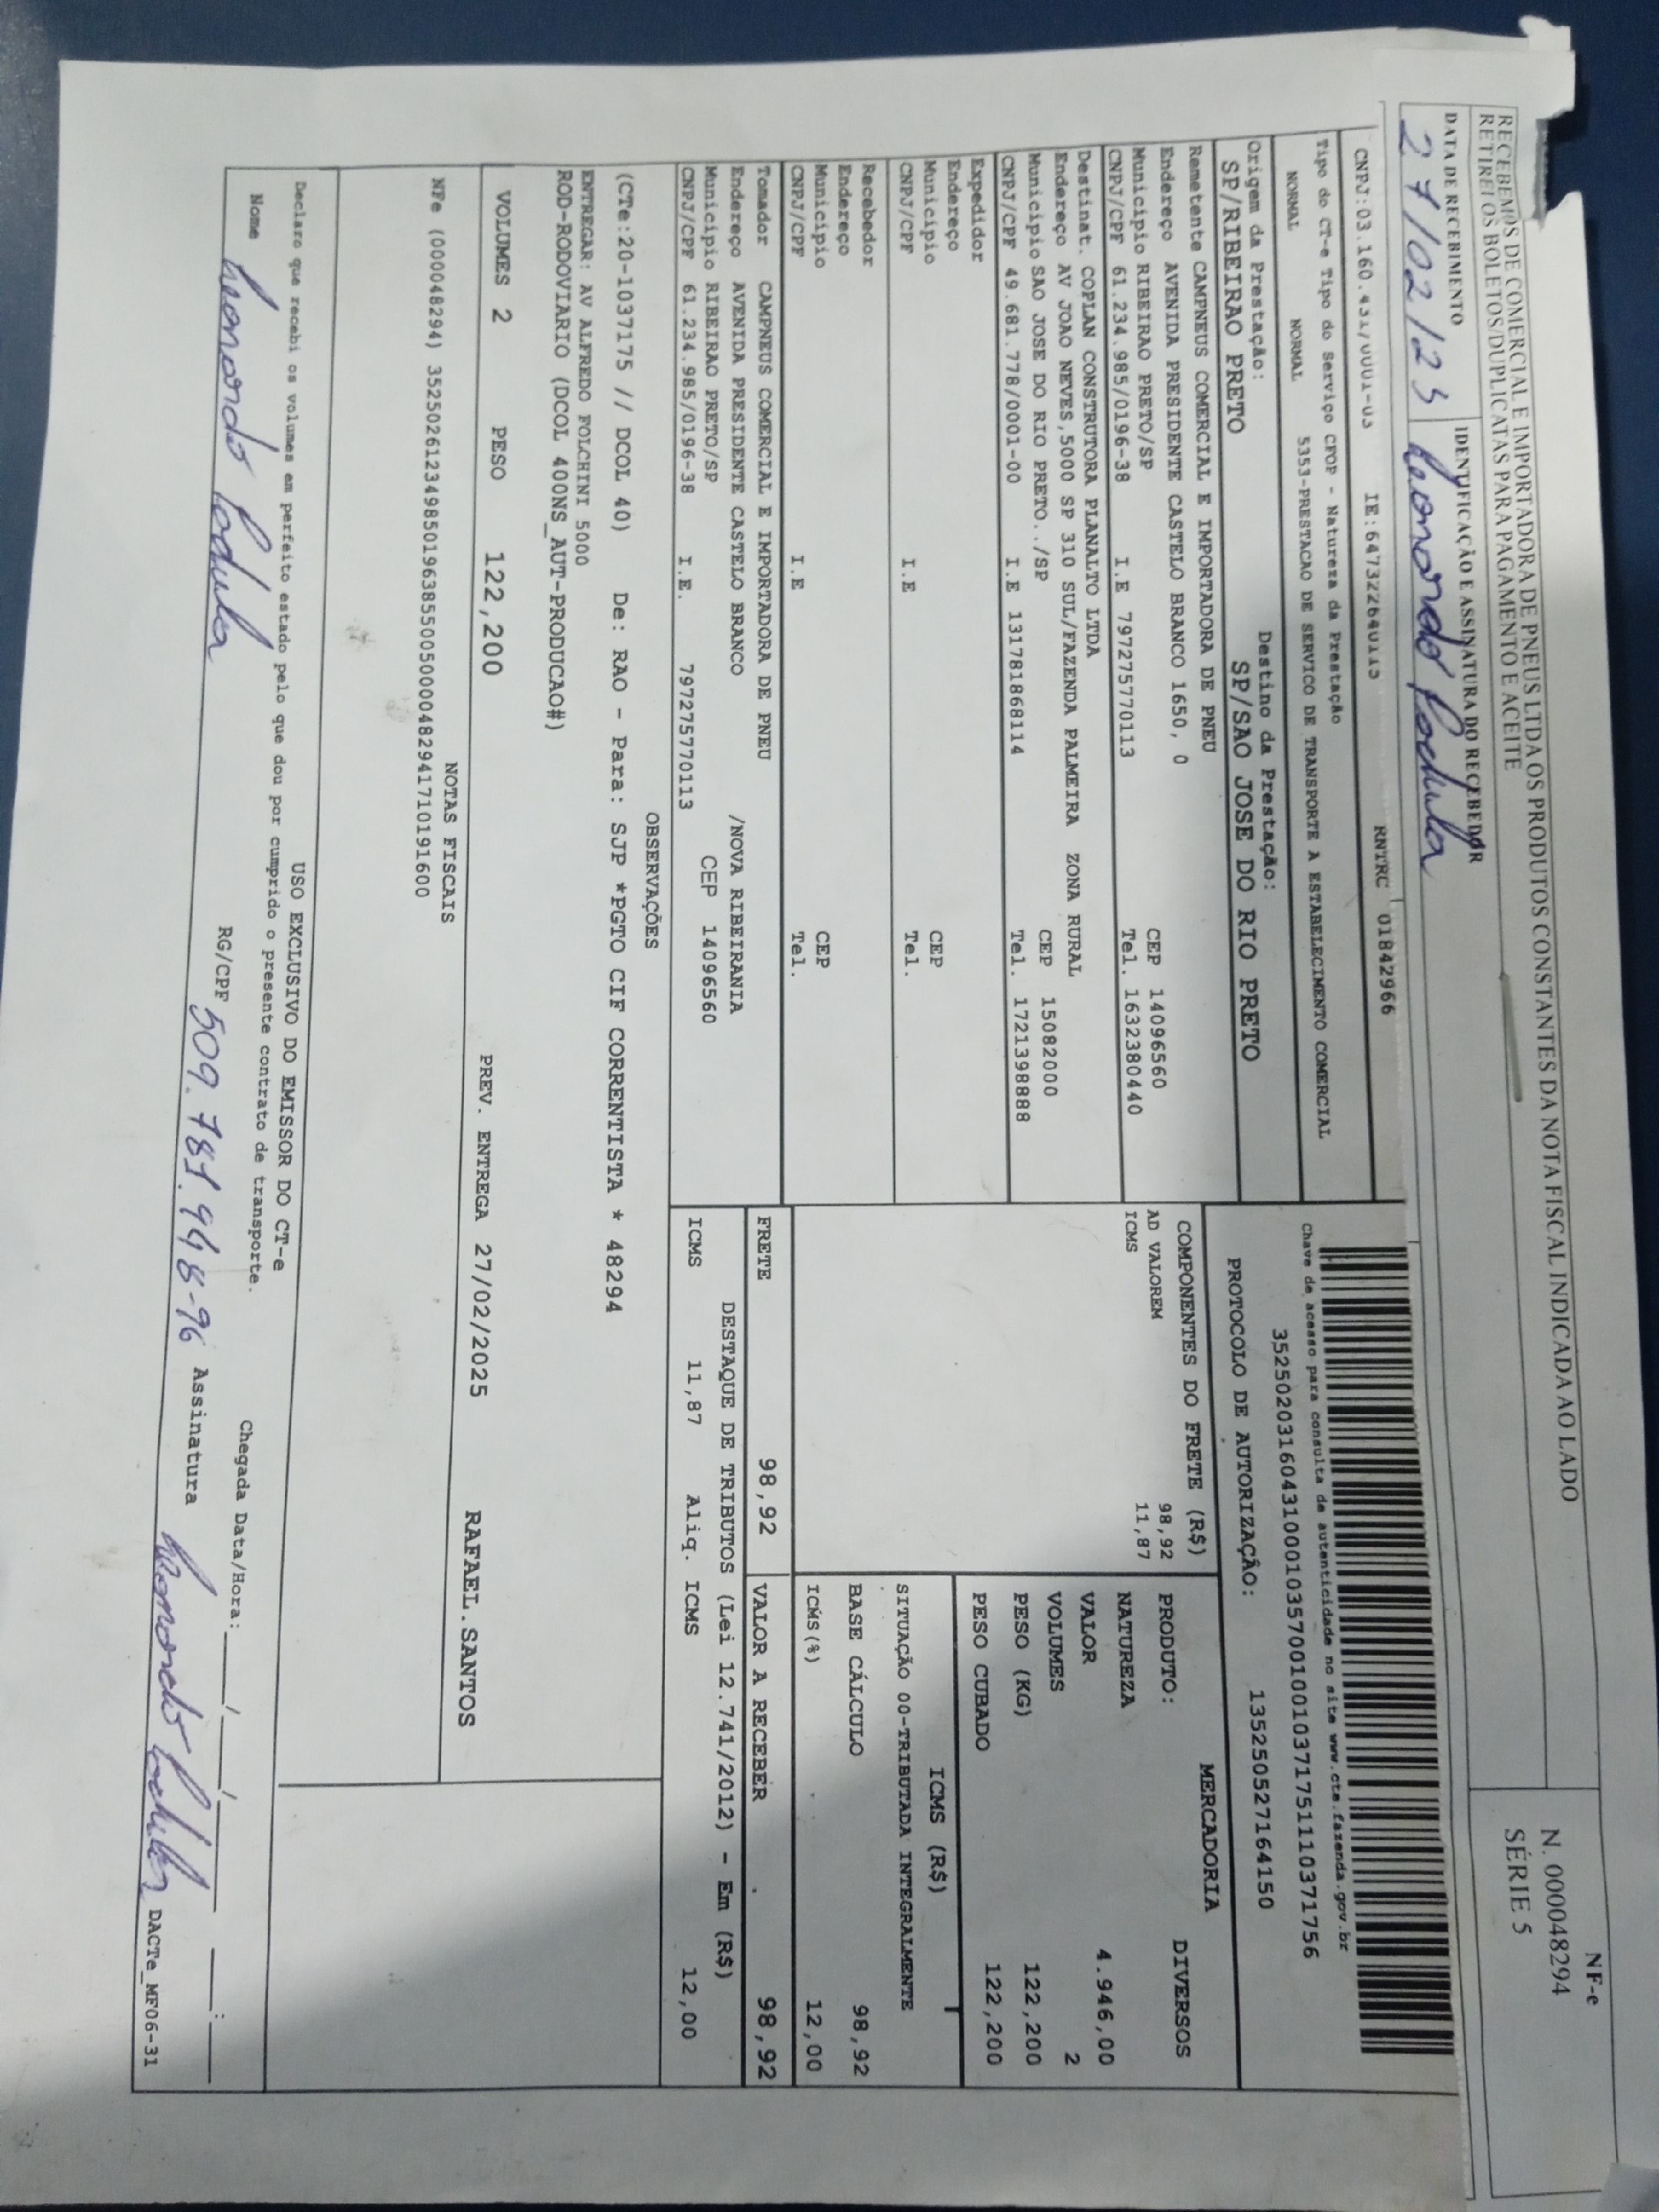 RECEBEMOS DE COMERCIAL E IMPORTADORA DE PNEUS LTDA OS PRODUTOS CONSTANTES DA NOTA FISCAL INDICADA AO LADO
RETIREI OS BOLETOS/DUPLICATAS PARA PAGAMENTO E ACEITE
NF-e
N. 000048294
SÉRIE 5
DATA DE RECEBIMENTO
IDENTIFICAÇÃO E ASSINATURA DO RECEBEDOR
27/02/25
RNTRC 01842966
Tipo do CT-e Tipo do Serviço CFOP - Natureza da Prestação
NORMAL NORMAL 5353-PRESTACAO DE SERVICO DE TRANSPORTE A ESTABELECIMENTO COMERCIAL
Origem da Prestação: Destino da Prestação:
SP/RIBEIRAO PRETO SP/SAO JOSE DO RIO PRETO
Chave de acesso para consulta de autenticidade no site www.cte.fazenda.gov.br
PROTOCOLO DE AUTORIZAÇÃO: 135250527164150
Remetente CAMPNEUS COMERCIAL E IMPORTADORA DE PNEU
Endereço AVENIDA PRESIDENTE CASTELO BRANCO 1650, 0
Município RIBEIRAO PRETO/SP CEP 14096560
CNPJ/CPF 61.234.985/0196-38 I.E 797275770113 Tel. 1632380440
Destinat. COPLAN CONSTRUTORA PLANALTO LTDA
Endereço AV JOAO NEVES,5000 SP 310 SUL/FAZENDA PALMEIRA ZONA RURAL
Município SAO JOSE DO RIO PRETO../SP CEP 15082000
CNPJ/CPF 49.681.778/0001-00 I.E 131781868114 Tel. 1721398888
Expedidor
Endereço
Município CEP
CNPJ/CPF I.E Tel.
Recebedor
Endereço
Município CEP
CNPJ/CPF I.E Tel.
Tomador CAMPNEUS COMERCIAL E IMPORTADORA DE PNEU
Endereço AVENIDA PRESIDENTE CASTELO BRANCO /NOVA RIBEIRANIA
Município RIBEIRAO PRETO/SP CEP 14096560
CNPJ/CPF 61.234.985/0196-38 I.E. 797275770113
COMPONENTES DO FRETE (R$)
AD VALOREM 98,92
ICMS 11,87
MERCADORIA
PRODUTO: DIVERSOS
NATUREZA
VALOR 4.946,00
VOLUMES 2
PESO (KG) 122,200
PESO CUBADO 122,200
ICMS (R$)
SITUAÇÃO 00-TRIBUTADA INTEGRALMENTE
BASE CÁLCULO 98,92
ICMS(%) 12,00
FRETE 98,92 VALOR A RECEBER 98,92
DESTAQUE DE TRIBUTOS (Lei 12.741/2012) - Em (R$)
ICMS 11,87 Aliq. ICMS 12,00
OBSERVAÇÕES
(CTe:20-1037175 // DCOL 40) De: RAO - Para: SJP *PGTO CIF CORRENTISTA * 48294
ENTREGAR: AV ALFREDO FOLCHINI 5000
ROD-RODOVIARIO (DCOL 400NS_AUT-PRODUCAO#)
VOLUMES 2 PESO 122,200 PREV. ENTREGA 27/02/2025 RAFAEL.SANTOS
NOTAS FISCAIS
USO EXCLUSIVO DO EMISSOR DO CT-e
Declaro que recebi os volumes em perfeito estado pelo que dou por cumprido o presente contrato de transporte.
Chegada Data/Hora:
Nome RG/CPF Assinatura
DACTe_MF06-31